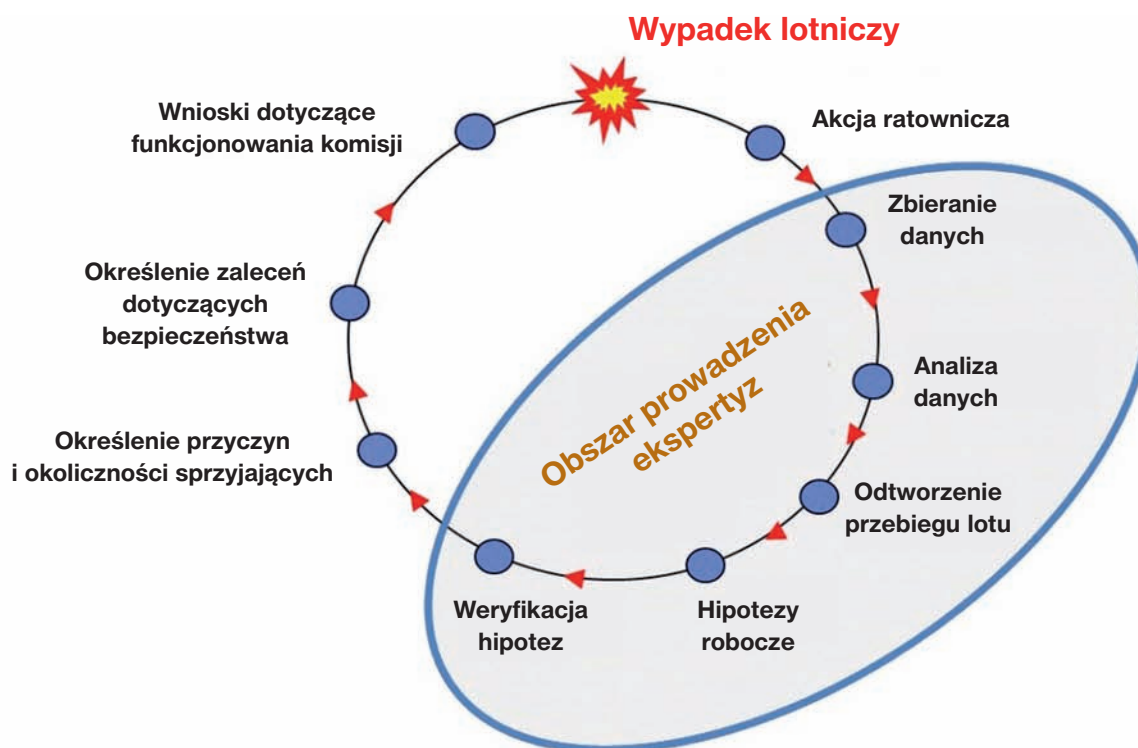 Wypadek lotniczy
Akcja ratownicza
Zbieranie
danych
Analiza
danych
Odtworzenie
przebiegu lotu
Hipotezy
robocze
Weryfikacja
hipotez
Określenie przyczyn
i okoliczności sprzyjających
Określenie zaleceń
dotyczących
bezpieczeństwa
Wnioski dotyczące
funkcjonowania komisji
Obszar prowadzenia
ekspertyz